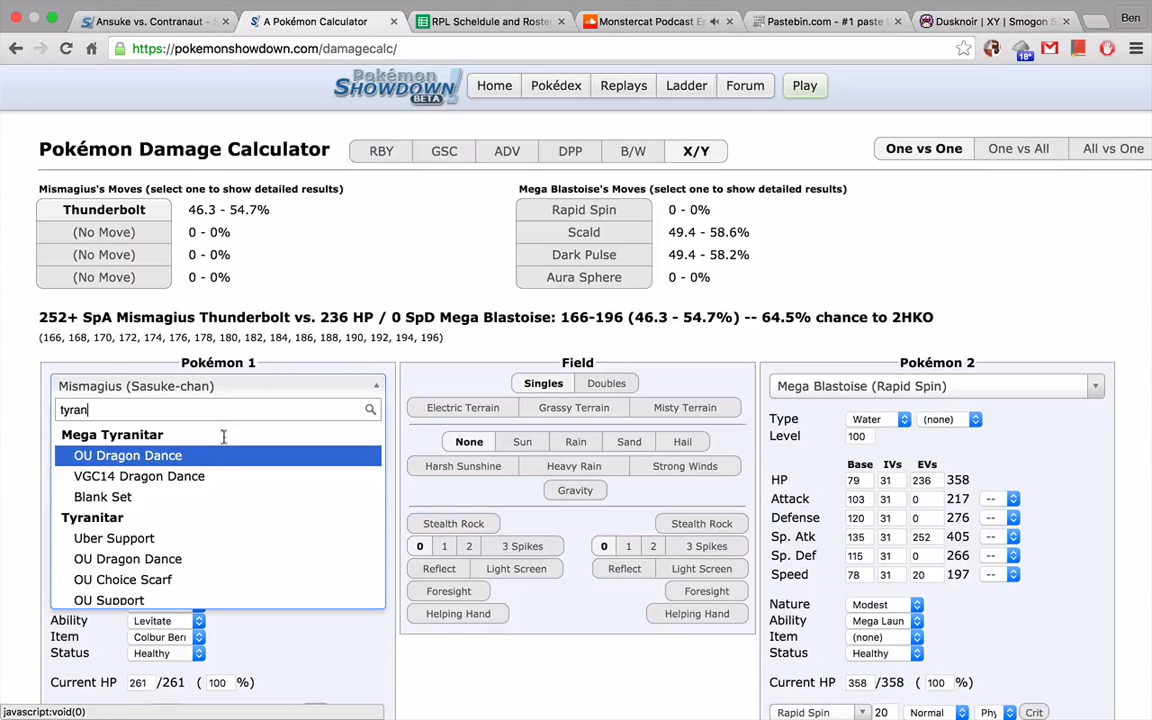 Ansuke vs. Contranaut - S
A Pokémon Calculator
RPL Scheldule and Roste
Monstercat Podcast Ep
Pastebin.com - #1 paste
Dusknoir | XY | Smogon S
Ben
https://pokemonshowdown.com/damagecalc/
18°
Pokémon
SHOWDOWN!
BETA
Home
Pokédex
Replays
Ladder
Forum
Play
Pokémon Damage Calculator
RBY
GSC
ADV
DPP
B/W
X/Y
One vs One
One vs All
All vs One
Mismagius's Moves (select one to show detailed results)
Thunderbolt 46.3 - 54.7%
(No Move) 0 - 0%
(No Move) 0 - 0%
(No Move) 0 - 0%
Mega Blastoise's Moves (select one to show detailed results)
Rapid Spin 0 - 0%
Scald 49.4 - 58.6%
Dark Pulse 49.4 - 58.2%
Aura Sphere 0 - 0%
252+ SpA Mismagius Thunderbolt vs. 236 HP / 0 SpD Mega Blastoise: 166-196 (46.3 - 54.7%) -- 64.5% chance to 2HKO
(166, 168, 170, 172, 174, 176, 178, 180, 182, 184, 186, 188, 190, 192, 194, 196)
Pokémon 1
Mismagius (Sasuke-chan)
tyran
Mega Tyranitar
OU Dragon Dance
VGC14 Dragon Dance
Blank Set
Tyranitar
Uber Support
OU Dragon Dance
OU Choice Scarf
OU Support
Ability Levitate
Item Colbur Berr
Status Healthy
Current HP 261 /261 ( 100 %)
Field
Singles Doubles
Electric Terrain Grassy Terrain Misty Terrain
None Sun Rain Sand Hail
Harsh Sunshine Heavy Rain Strong Winds
Gravity
Stealth Rock Stealth Rock
0 1 2 3 Spikes 0 1 2 3 Spikes
Reflect Light Screen Reflect Light Screen
Foresight Foresight
Helping Hand Helping Hand
Pokémon 2
Mega Blastoise (Rapid Spin)
Type Water (none)
Level 100
Base IVs EVs
HP 79 31 236 358
Attack 103 31 0 217 --
Defense 120 31 0 276 --
Sp. Atk 135 31 252 405 --
Sp. Def 115 31 0 266 --
Speed 78 31 20 197 --
Nature Modest
Ability Mega Laun
Item (none)
Status Healthy
Current HP 358 /358 ( 100 %)
Rapid Spin 20 Normal Phy Crit
javascript:void(0)